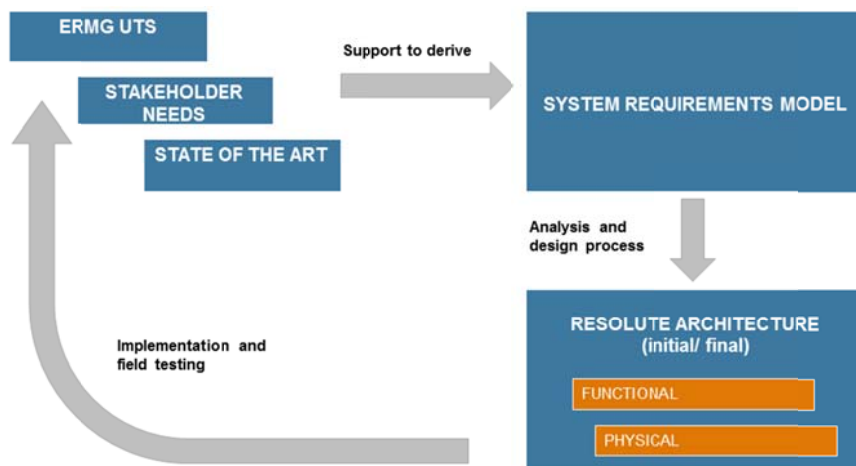 ERMG UTS
STAKEHOLDER
NEEDS
STATE OF THE ART
Support to derive
SYSTEM REQUIREMENTS MODEL
Analysis and
design process
RESOLUTE ARCHITECTURE
(initial/ final)
FUNCTIONAL
PHYSICAL
Implementation and
field testing